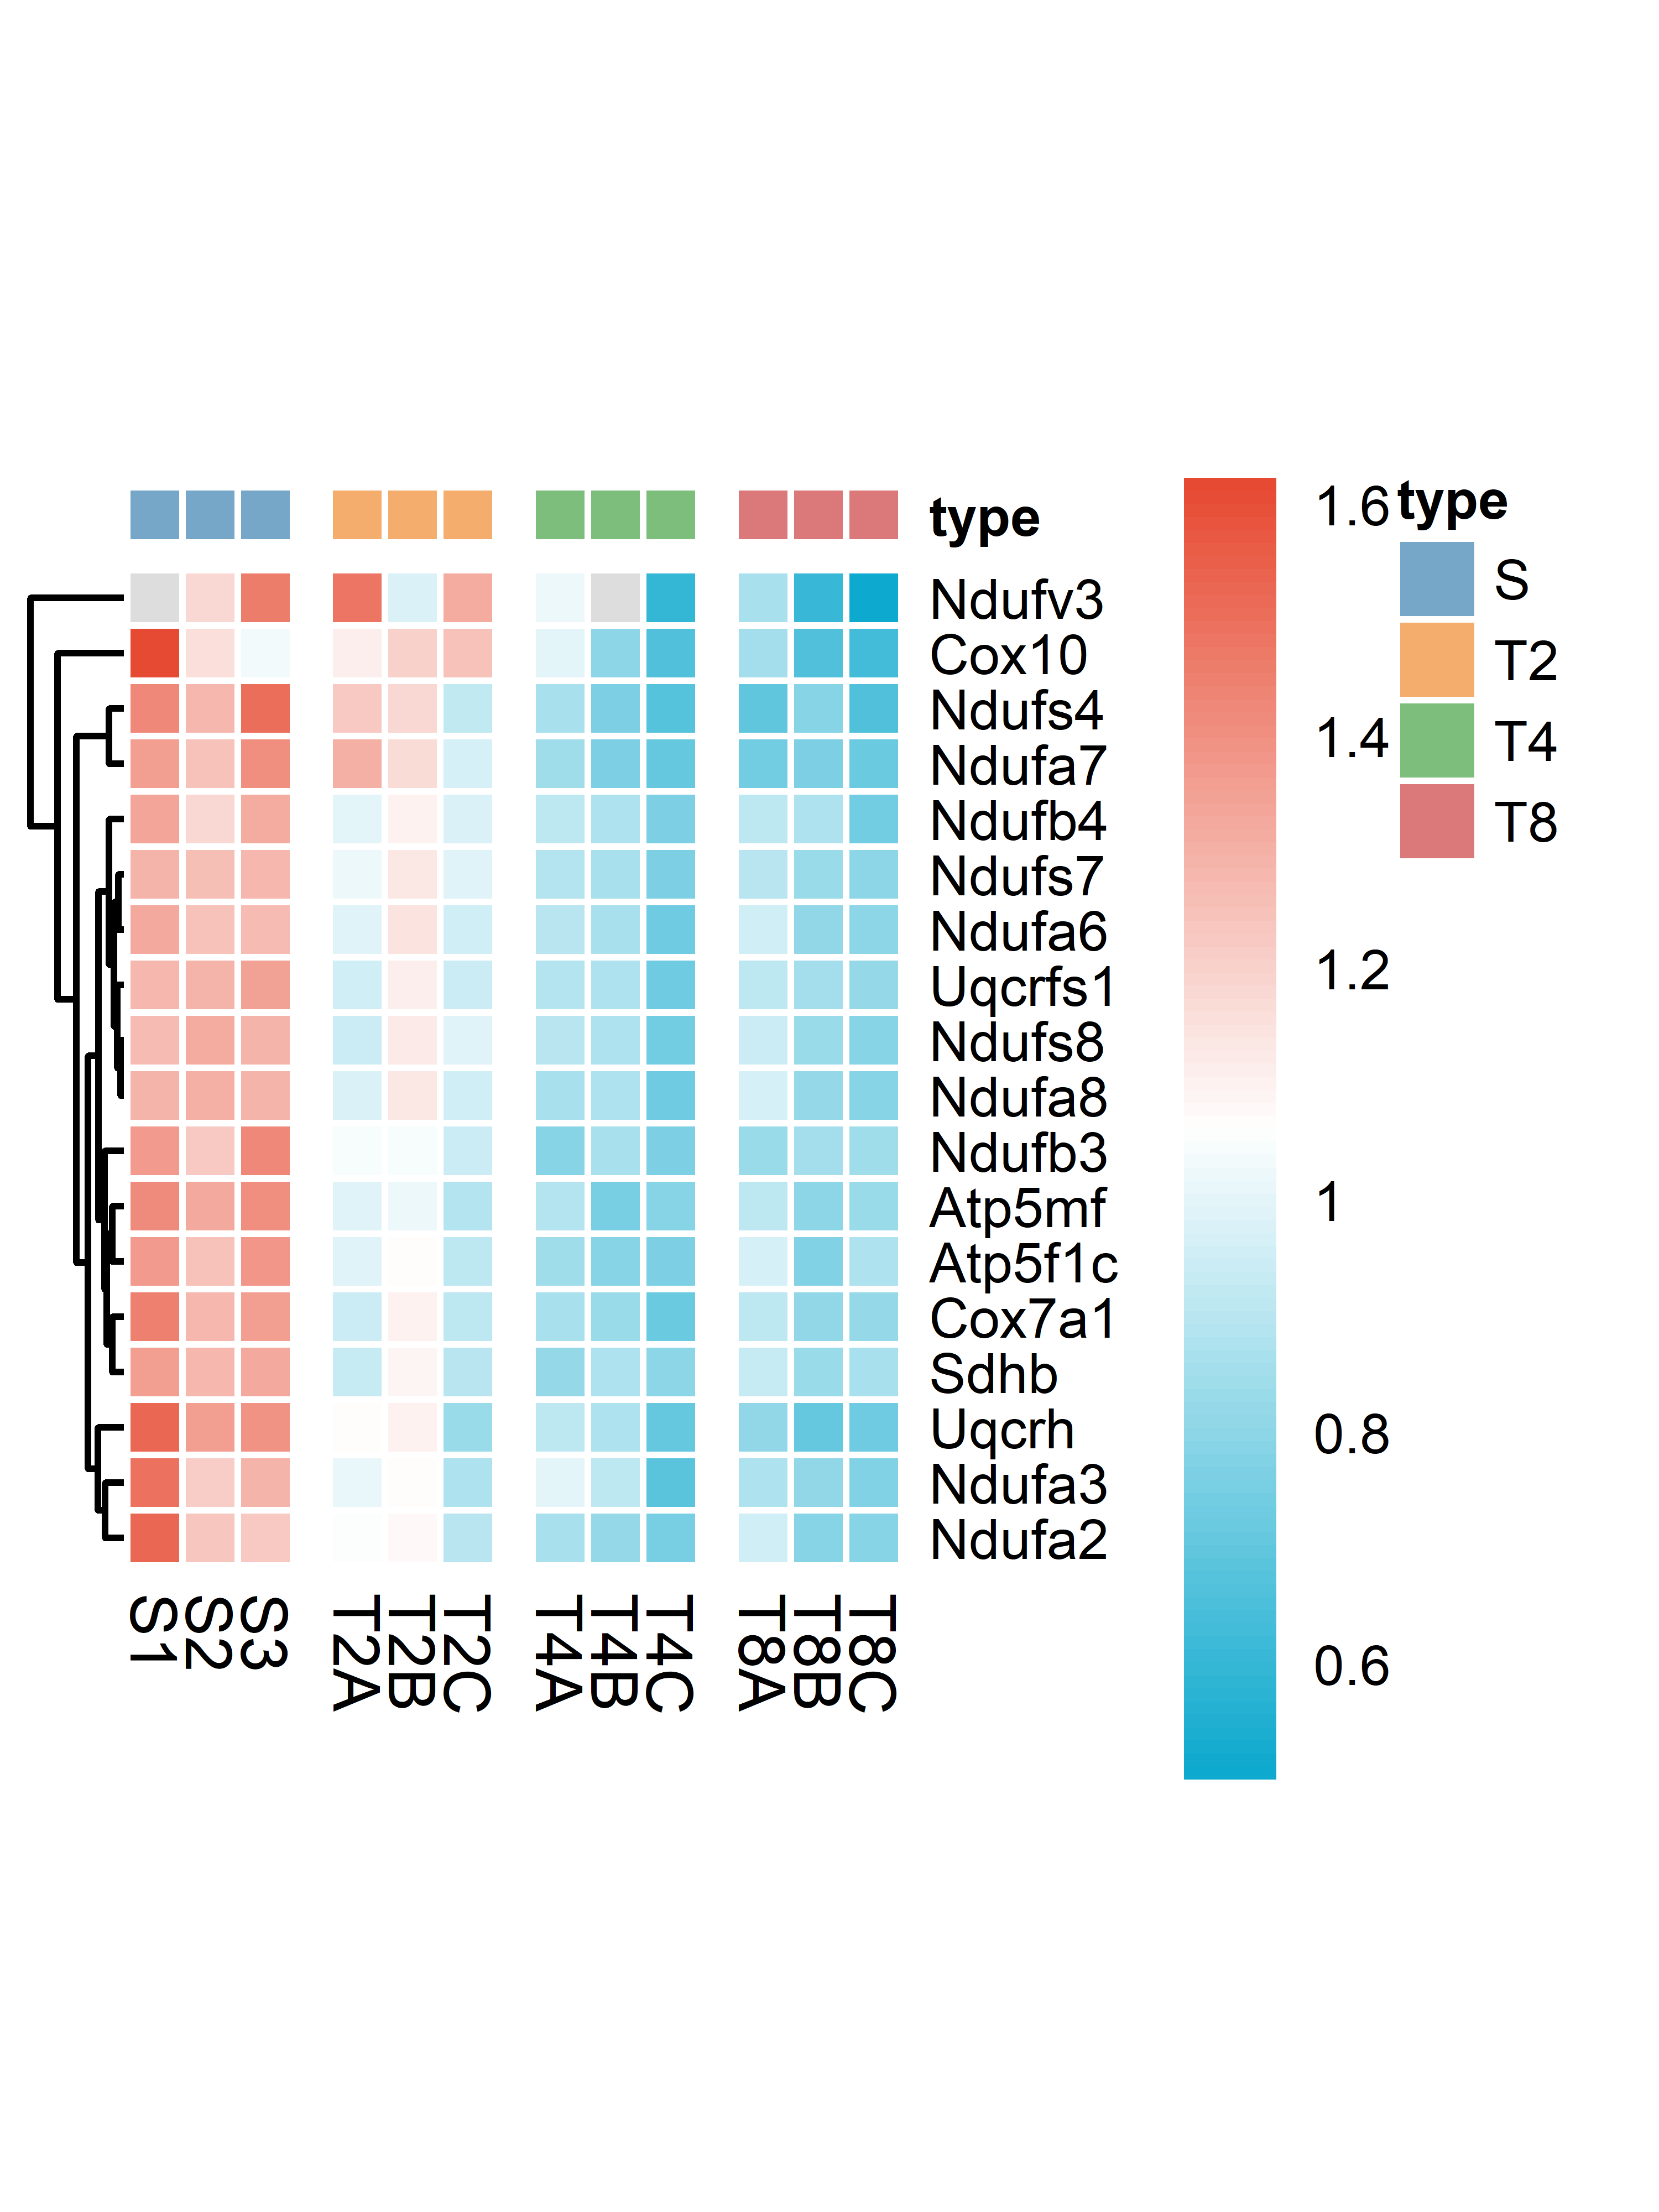 type
Ndufv3
Cox10
Ndufs4
Ndufa7
Ndufb4
Ndufs7
Ndufa6
Uqcrfs1
Ndufs8
Ndufa8
Ndufb3
Atp5mf
Atp5f1c
Cox7a1
Sdhb
Uqcrh
Ndufa3
Ndufa2
S1
S2
S3
T2A
T2B
T2C
T4A
T4B
T4C
T8A
T8B
T8C
1.6
1.4
1.2
1
0.8
0.6
type
S
T2
T4
T8